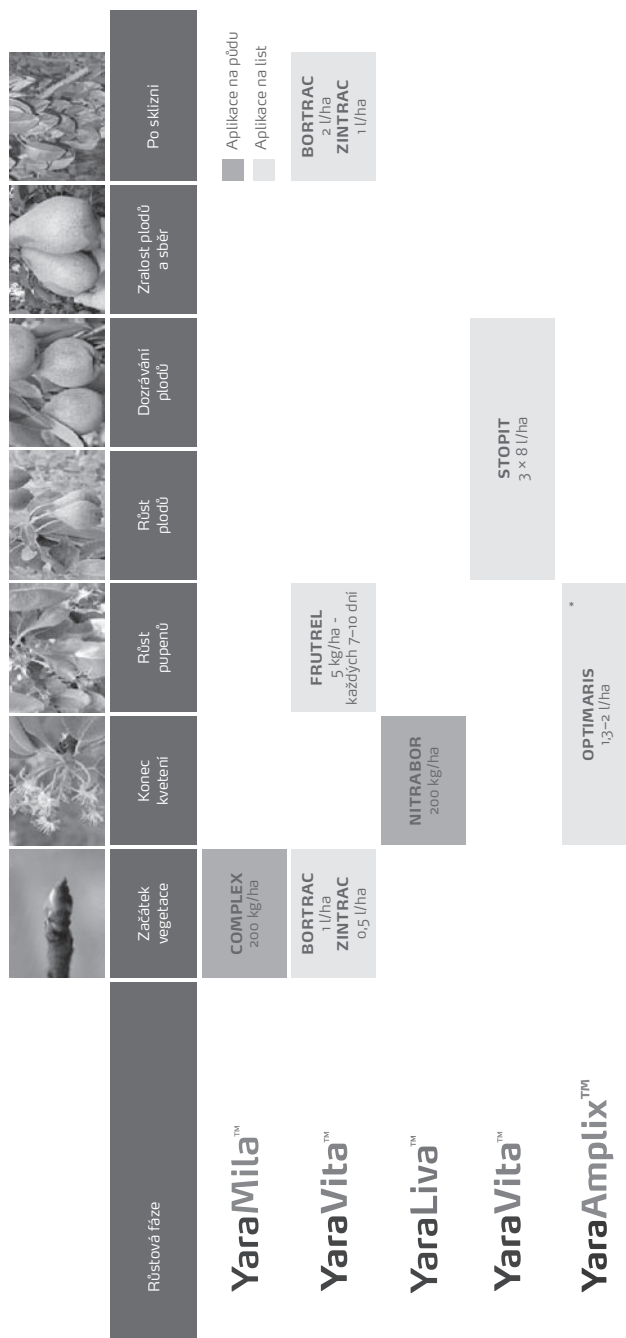 Růstová fáze
Začátek
vegetace
Konec
kvetení
Růst
pupenů
Růst
plodů
Dozrávání
plodů
Zralost plodů
a sběr
Po sklizni
YaraMila™
COMPLEX
200 kg/ha
Aplikace na půdu
Aplikace na list
YaraVita™
BORTRAC
1 l/ha
ZINTRAC
0,5 l/ha
FRUTREL
5 kg/ha -
každých 7–10 dní
BORTRAC
2 l/ha
ZINTRAC
1 l/ha
YaraLiva™
NITRABOR
200 kg/ha
YaraVita™
STOPIT
3 × 8 l/ha
YaraAmplix™
OPTIMARIS
1,3–2 l/ha
*